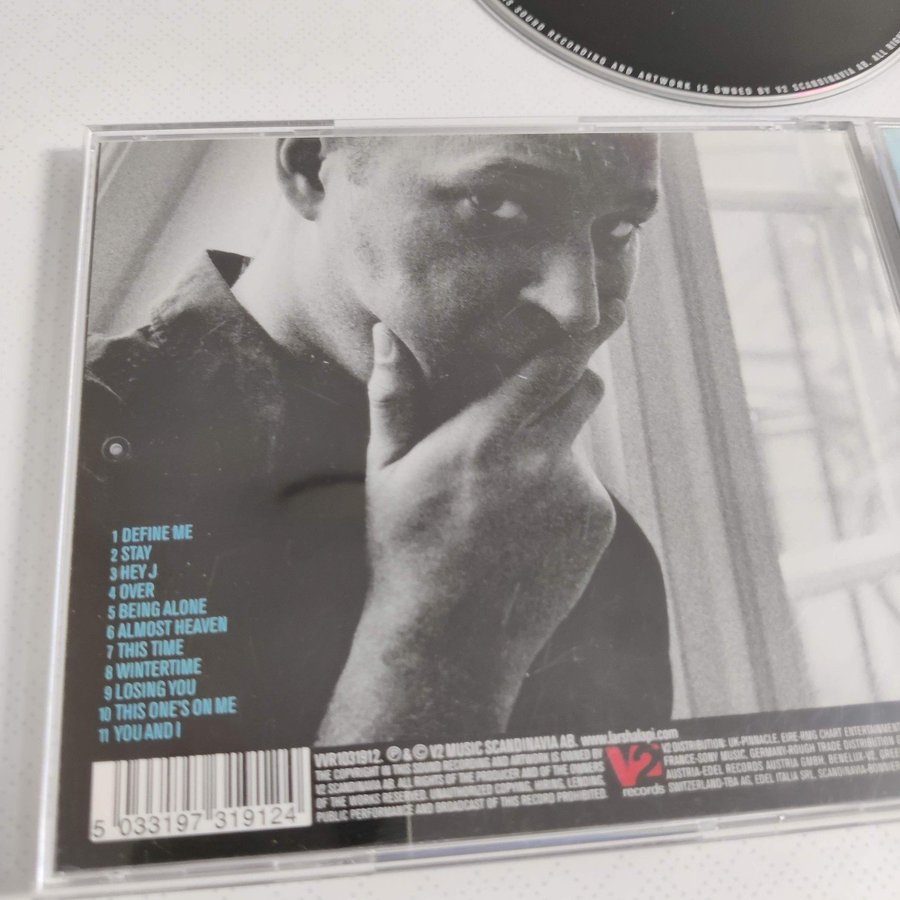 SOUND RECORDING AND ARTWORK IS OWNED BY V2 SCANDINAVIA AB. ALL
1 DEFINE ME
2 STAY
3 HEY J
4 OVER
5 BEING ALONE
6 ALMOST HEAVEN
7 THIS TIME
8 WINTERTIME
9 LOSING YOU
10 THIS ONE'S ON ME
11 YOU AND I
VVR1031912. ℗ & © V2 MUSIC SCANDINAVIA AB. www.larshalapi.com
THE COPYRIGHT IN THIS SOUND RECORDING AND ARTWORK IS OWNED BY
V2 SCANDINAVIA AB. ALL RIGHTS OF THE PRODUCER AND OF THE OWNER
OF THE WORKS RESERVED. UNAUTHORIZED COPYING, HIRING, LENDING
PUBLIC PERFORMANCE AND BROADCAST OF THIS RECORD PROHIBITED.
V2
records
DISTRIBUTION: UK-PINNACLE, EIRE-RMG CHART ENTERTAINMENT
FRANCE-SONY MUSIC, GERMANY-ROUGH TRADE DISTRIBUTION
AUSTRIA-EDEL RECORDS AUSTRIA GMBH, BENELUX-V2,
SWITZERLAND-TBA AG, EDEL ITALIA SRL, SCANDINAVIA-BONNIER
5 033197 319124